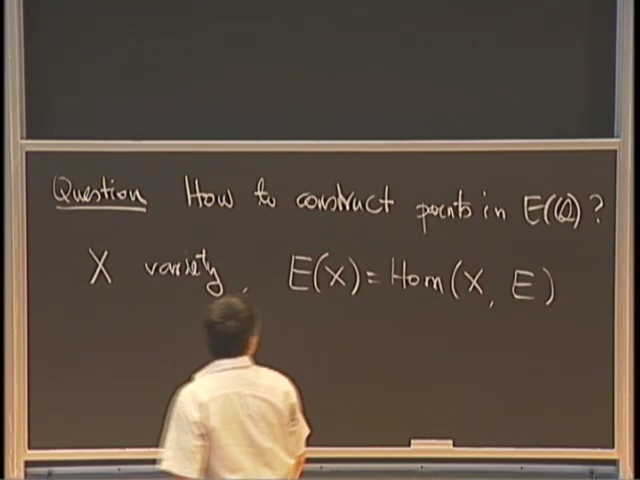 Question How to construct points in E(Q)?
X variety, E(X) = Hom(X, E)